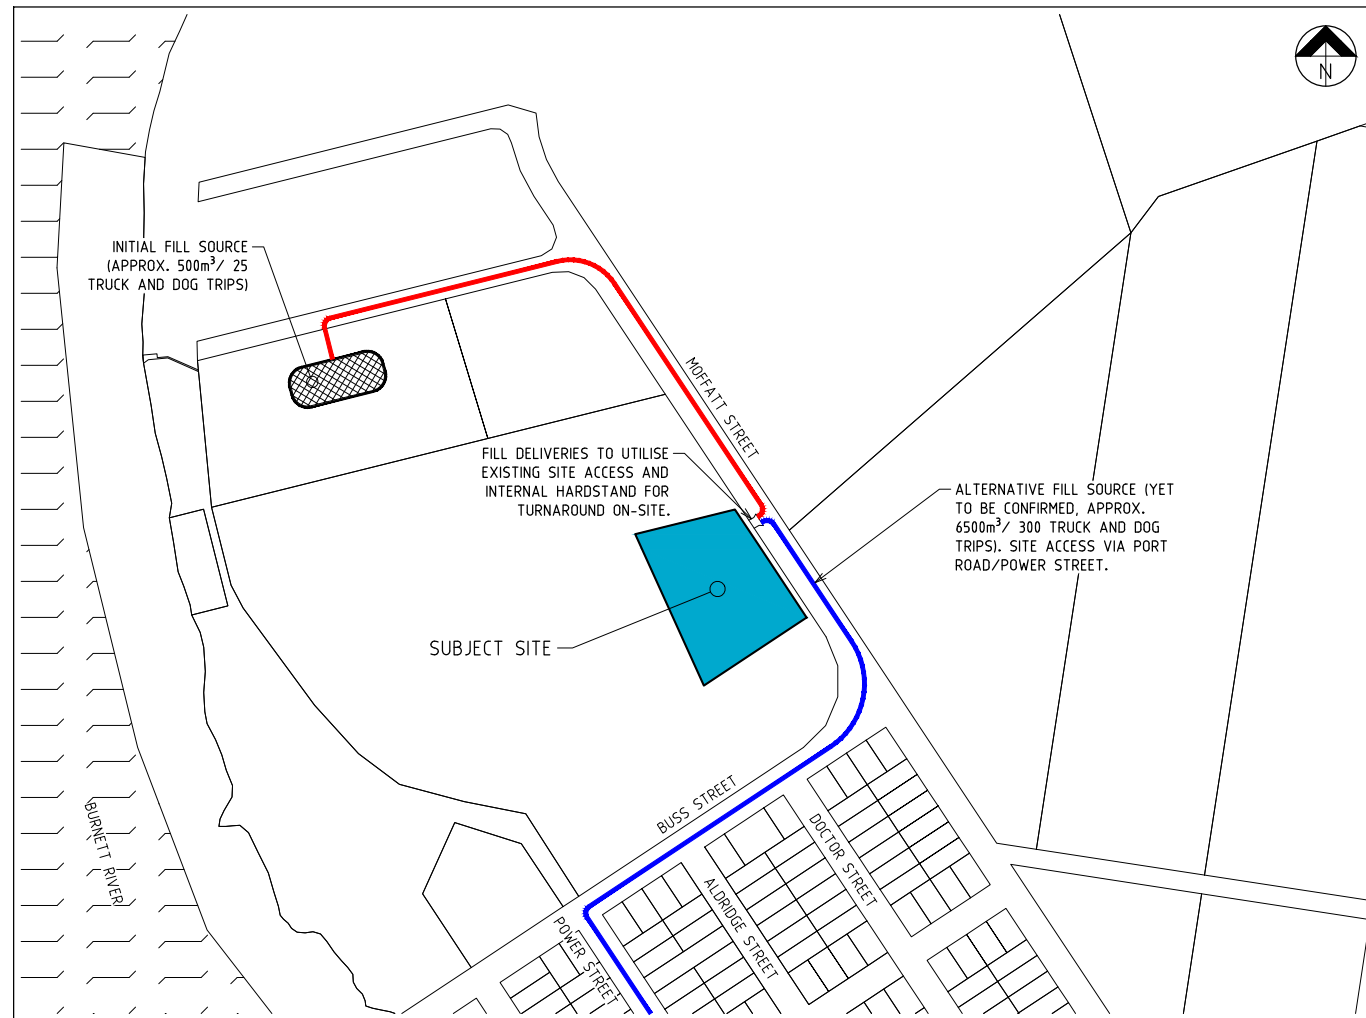 N
INITIAL FILL SOURCE
(APPROX. 500m³/ 25
TRUCK AND DOG TRIPS)
MOFFATT STREET
FILL DELIVERIES TO UTILISE
EXISTING SITE ACCESS AND
INTERNAL HARDSTAND FOR
TURNAROUND ON-SITE.
ALTERNATIVE FILL SOURCE (YET
TO BE CONFIRMED, APPROX.
6500m³/ 300 TRUCK AND DOG
TRIPS). SITE ACCESS VIA PORT
ROAD/POWER STREET.
SUBJECT SITE
BUSS STREET
BURNETT RIVER
DOCTOR STREET
ALDRIDGE STREET
POWER STREET